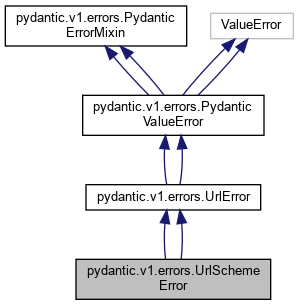 pydantic.v1.errors.Pydantic
ErrorMixin
ValueError
pydantic.v1.errors.Pydantic
ValueError
pydantic.v1.errors.UrlError
pydantic.v1.errors.UrlScheme
Error